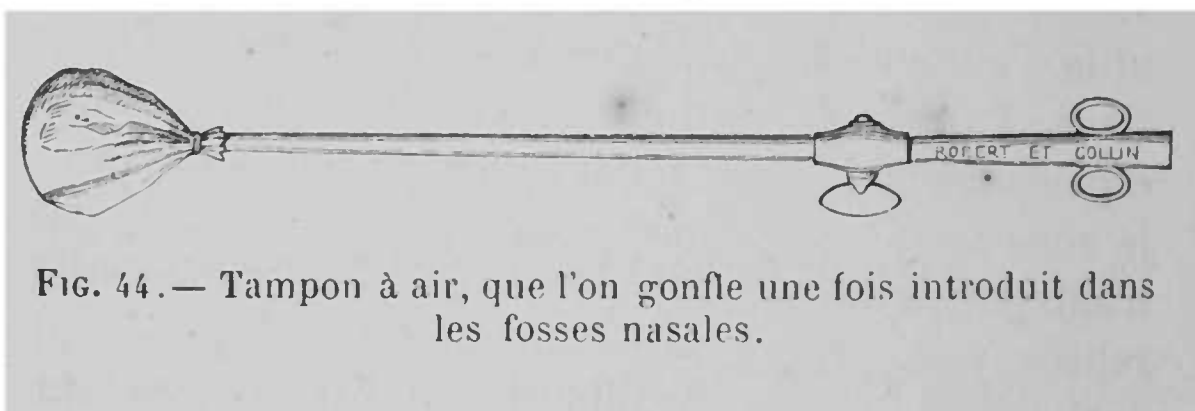 ROBERT ET COLLIN
FIG. 44.— Tampon à air, que l'on gonfle une fois introduit dans
les fosses nasales.